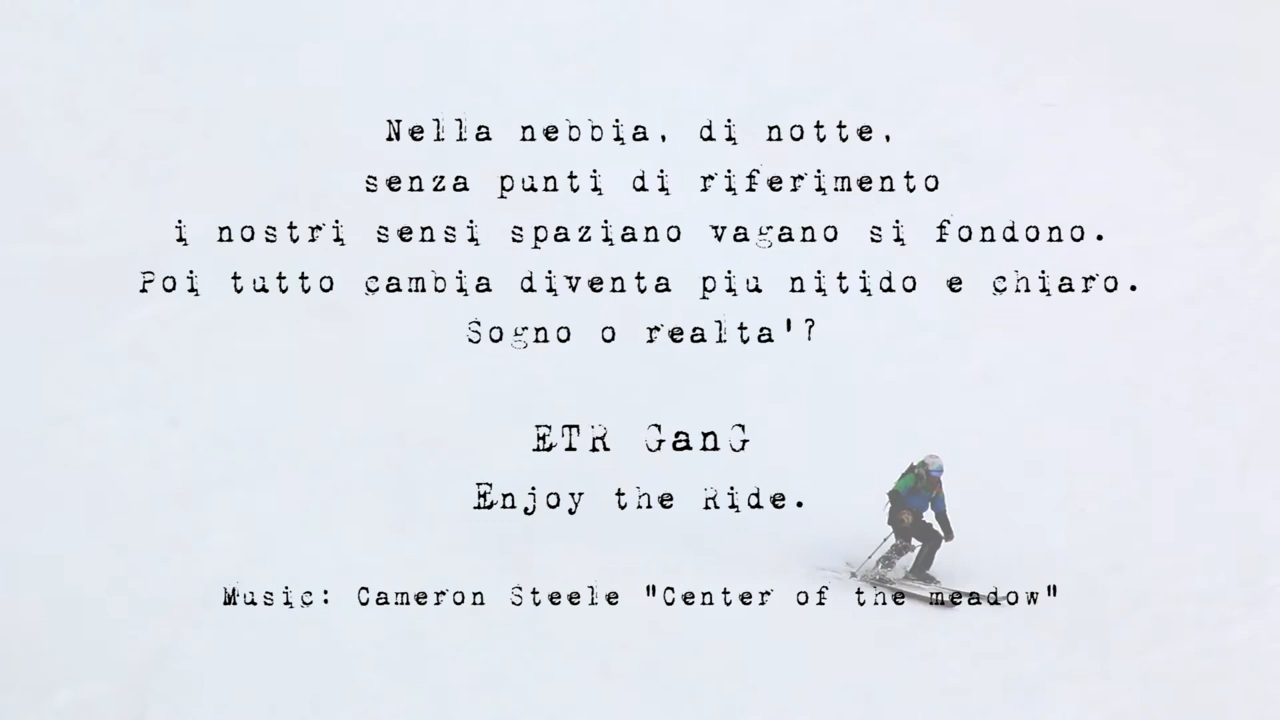 Nella nebbia, di notte,
senza punti di riferimento
i nostri sensi spaziano vagano si fondono.
Poi tutto cambia diventa piu nitido e chiaro.
Sogno o realta'?
ETR GanG
Enjoy the Ride.
Music: Cameron Steele "Center of the meadow"